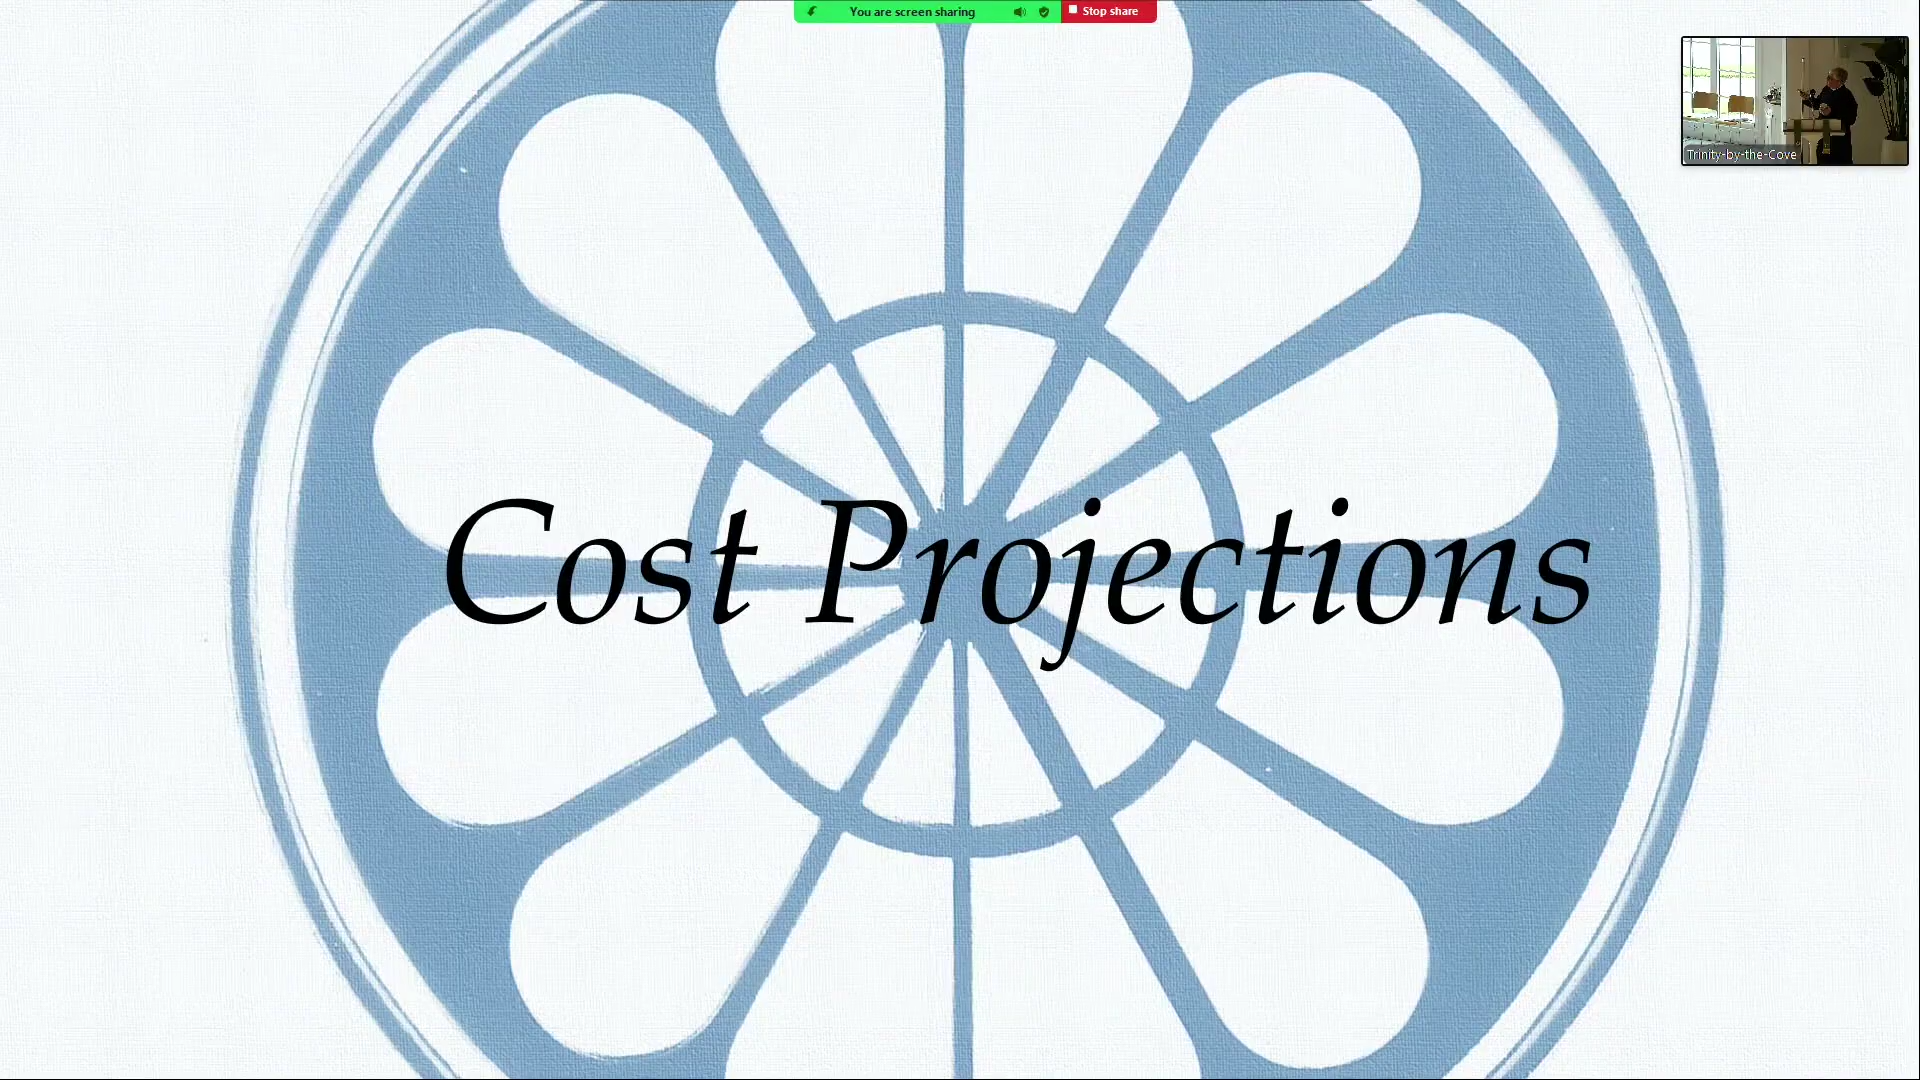 You are screen sharing
Stop share
Trinity-by-the-Cove
Cost Projections